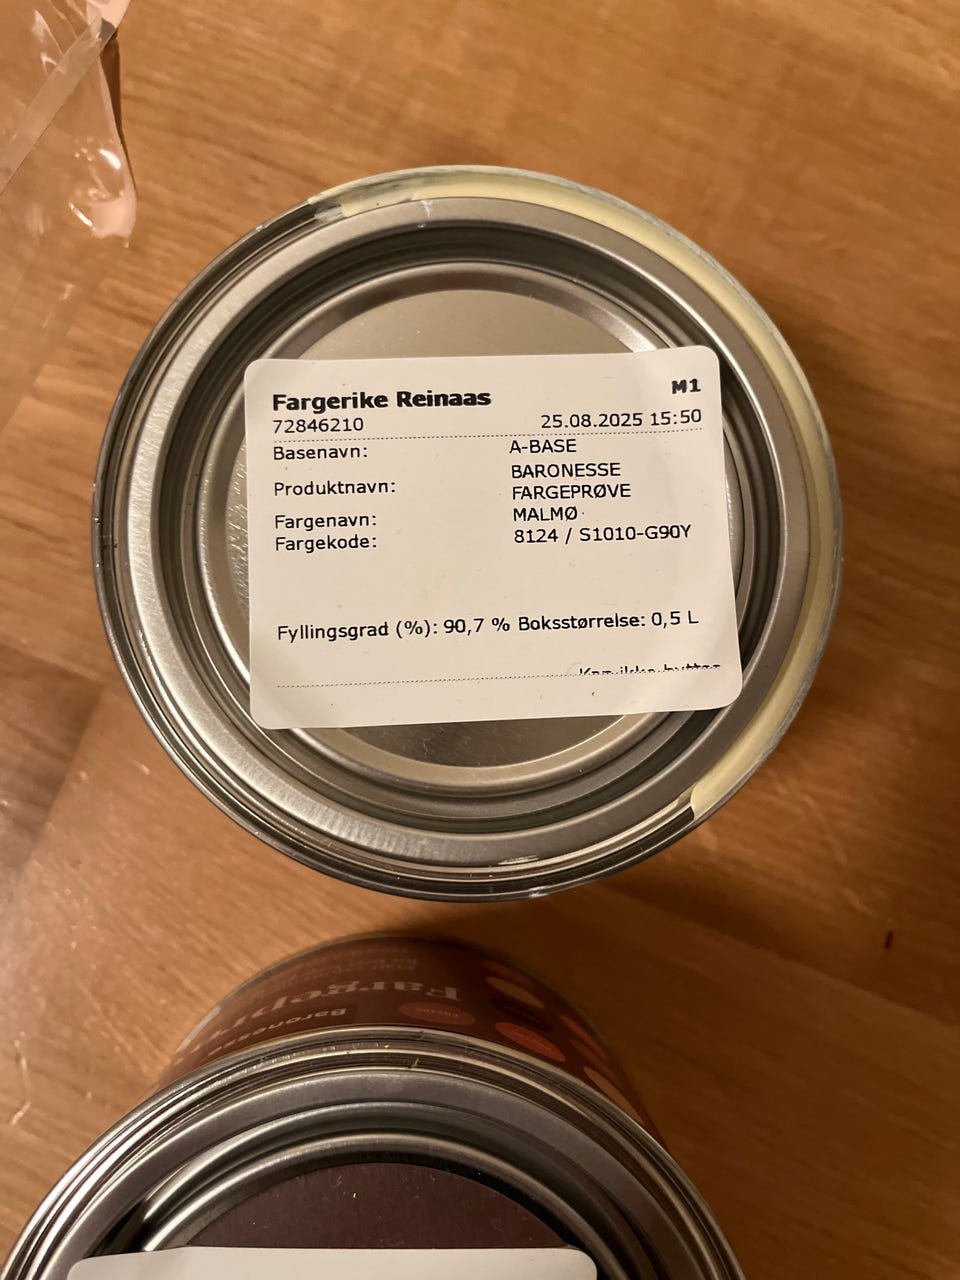 Fargerike Reinaas
M1
72846210
25.08.2025 15:50
Basenavn: A-BASE
Produktnavn: BARONESSE FARGEPRØVE
Fargenavn: MALMØ
Fargekode: 8124 / S1010-G90Y
Fyllingsgrad (%): 90,7 % Boksstørrelse: 0,5 L